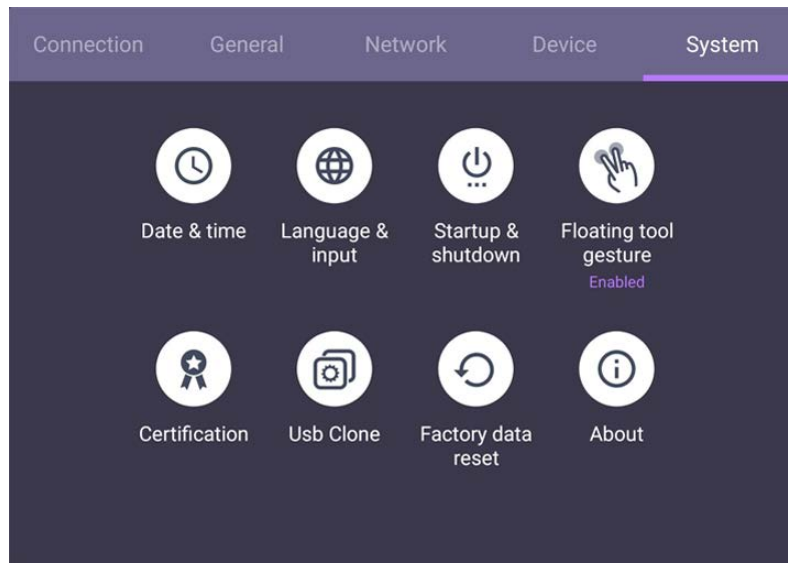 Connection General Network Device System
Date & time Language & Startup & Floating tool
input shutdown gesture
Enabled
Certification Usb Clone Factory data About
reset